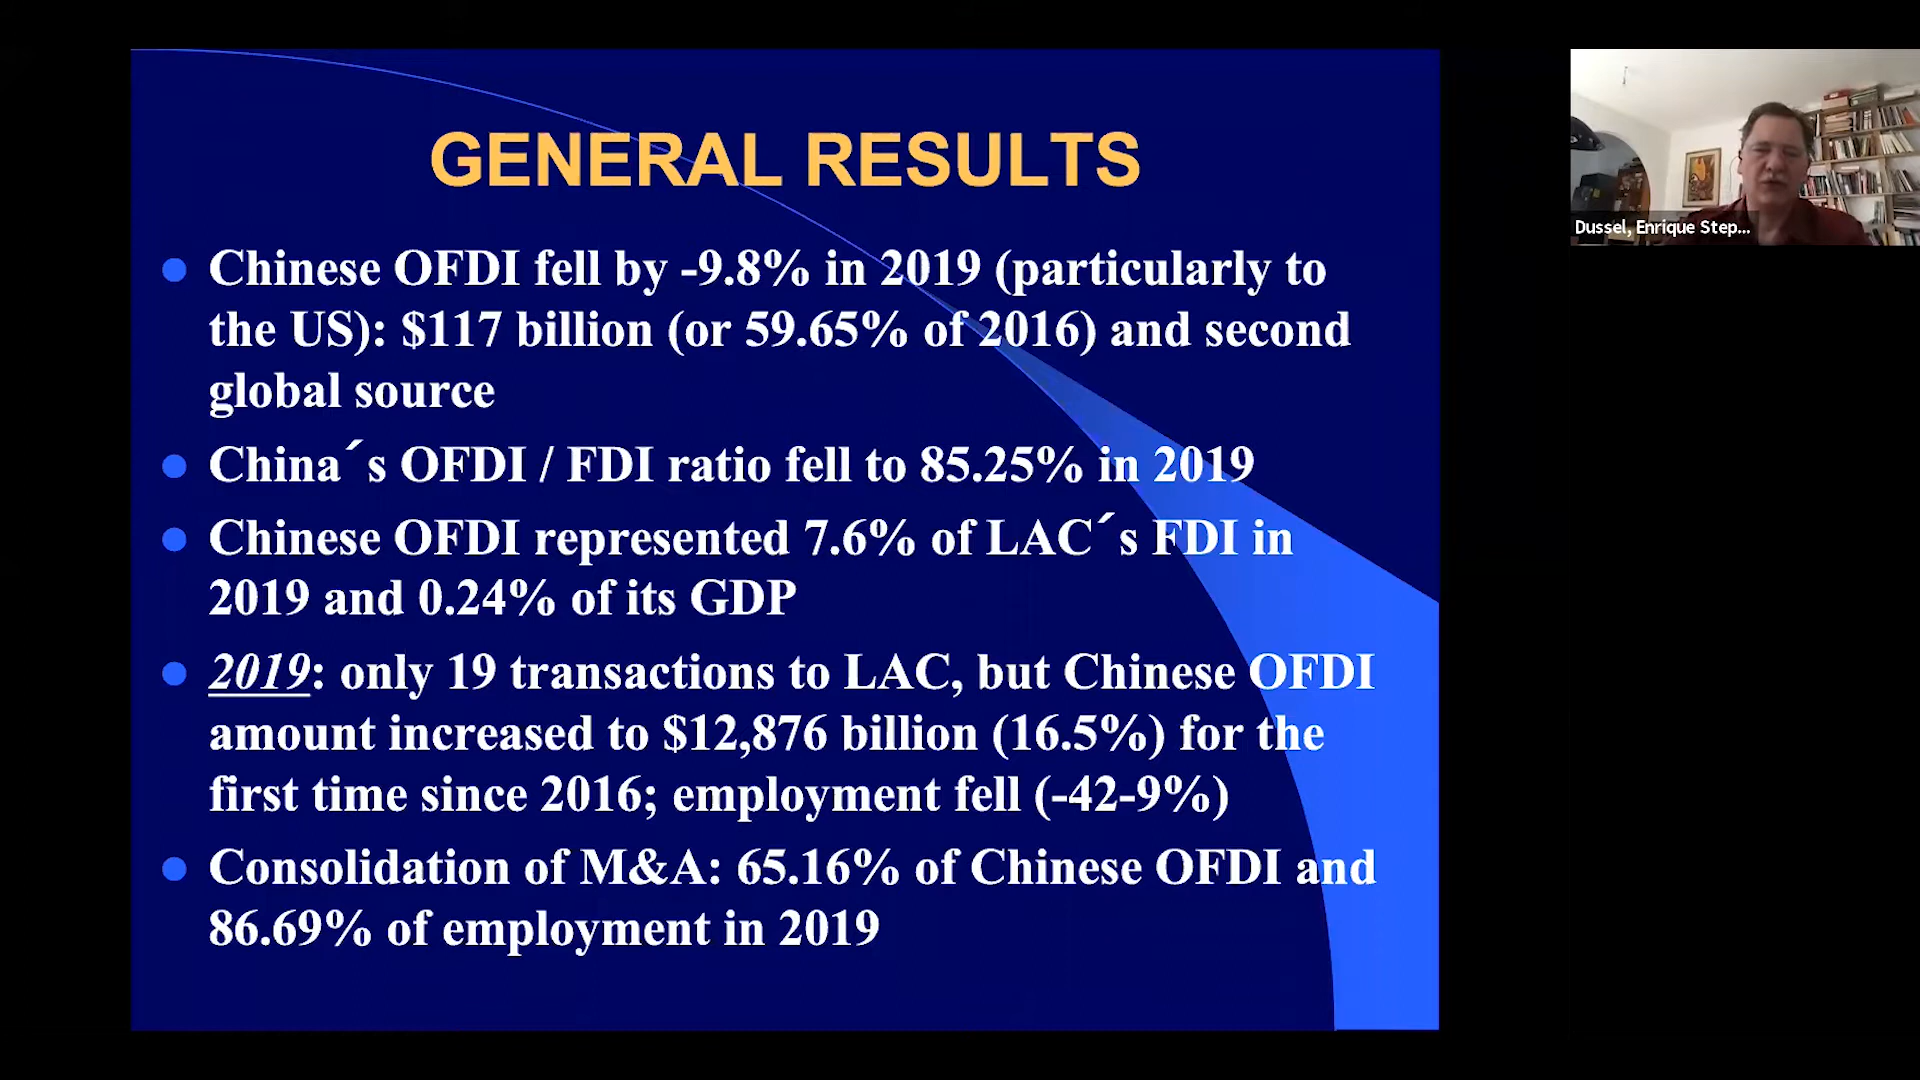 GENERAL RESULTS
Chinese OFDI fell by -9.8% in 2019 (particularly to
the US): $117 billion (or 59.65% of 2016) and second
global source
China´s OFDI / FDI ratio fell to 85.25% in 2019
Chinese OFDI represented 7.6% of LAC´s FDI in
2019 and 0.24% of its GDP
2019: only 19 transactions to LAC, but Chinese OFDI
amount increased to $12,876 billion (16.5%) for the
first time since 2016; employment fell (-42-9%)
Consolidation of M&A: 65.16% of Chinese OFDI and
86.69% of employment in 2019
Dussel, Enrique Step...